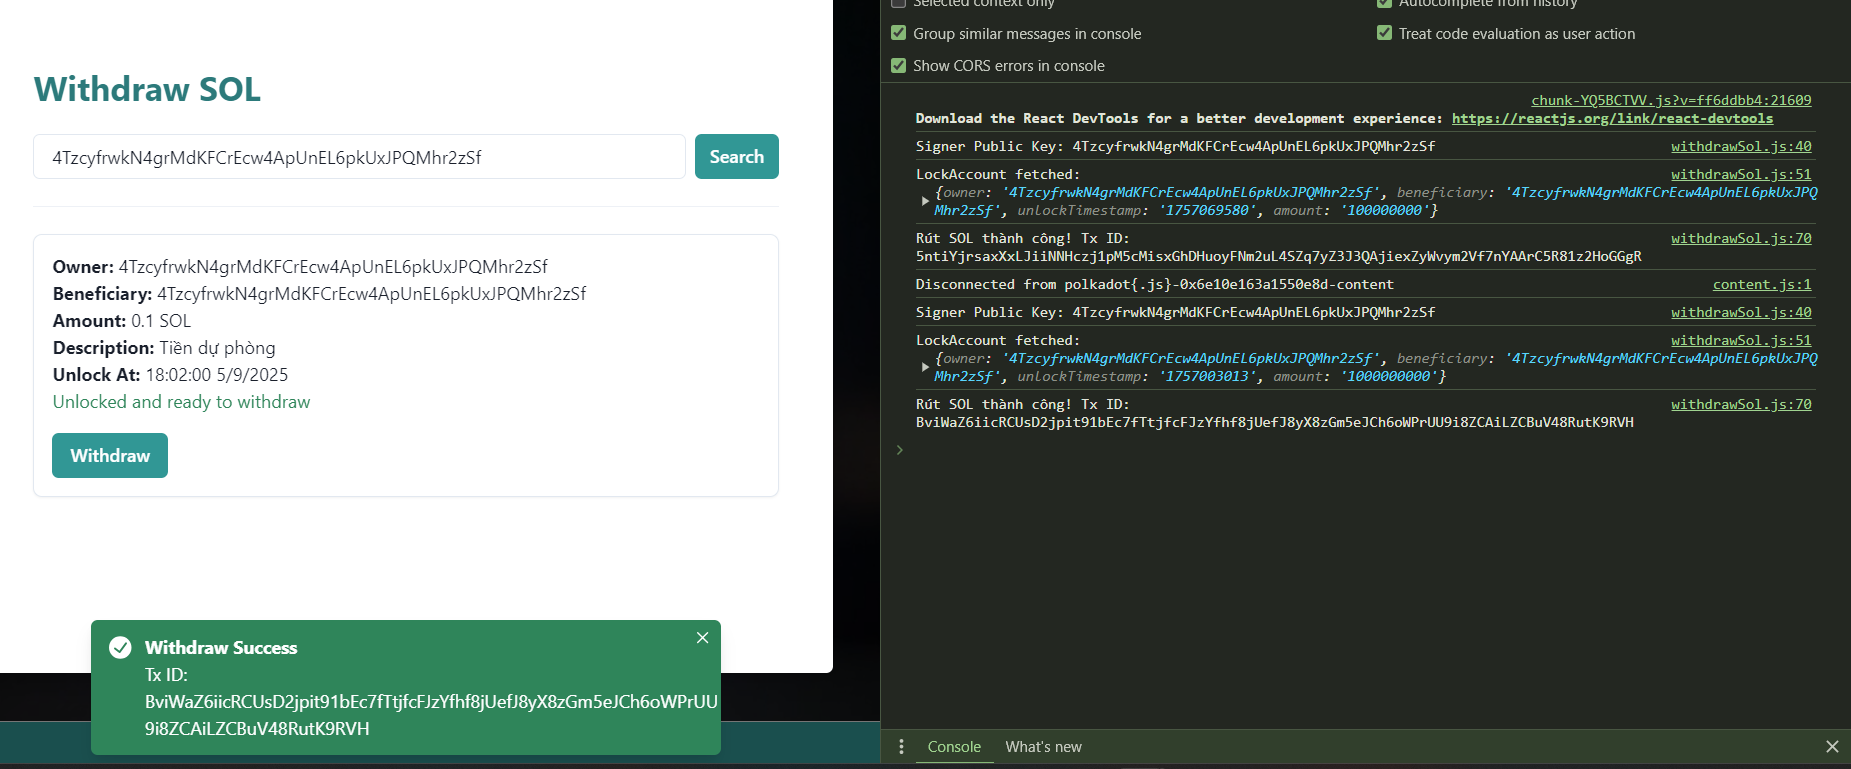 Withdraw SOL
4TzcyfrwkN4grMdKFCrEcw4ApUnEL6pkUxJPQMhr2zSf
Search
Owner: 4TzcyfrwkN4grMdKFCrEcw4ApUnEL6pkUxJPQMhr2zSf
Beneficiary: 4TzcyfrwkN4grMdKFCrEcw4ApUnEL6pkUxJPQMhr2zSf
Amount: 0.1 SOL
Description: Tiền dự phòng
Unlock At: 18:02:00 5/9/2025
Unlocked and ready to withdraw
Withdraw
Withdraw Success
Tx ID:
BviWaZ6iicRCUsD2jpit91bEc7fTtjfcFJzYfhf8jUefJ8yX8zGm5eJCh6oWPrUU
9i8ZCAiLZCBuV48RutK9RVH
Selected context only
Autocomplete from history
Group similar messages in console
Treat code evaluation as user action
Show CORS errors in console
chunk-YQ5BCTVV.js?v=ff6ddbb4:21609
Download the React DevTools for a better development experience: https://reactjs.org/link/react-devtools
Signer Public Key: 4TzcyfrwkN4grMdKFCrEcw4ApUnEL6pkUxJPQMhr2zSf withdrawSol.js:40
LockAccount fetched: withdrawSol.js:51
{owner: '4TzcyfrwkN4grMdKFCrEcw4ApUnEL6pkUxJPQMhr2zSf', beneficiary: '4TzcyfrwkN4grMdKFCrEcw4ApUnEL6pkUxJPQ
Mhr2zSf', unlockTimestamp: '1757069580', amount: '100000000'}
Rút SOL thành công! Tx ID: withdrawSol.js:70
5ntiYjrsaxXxLJiiNNHczj1pM5cMisxGhDHuoyFNm2uL4SZq7yZ3J3QAjiexZyWvym2Vf7nYAArC5R81z2HoGGgR
Disconnected from polkadot{.js}-0x6e10e163a1550e8d-content content.js:1
Signer Public Key: 4TzcyfrwkN4grMdKFCrEcw4ApUnEL6pkUxJPQMhr2zSf withdrawSol.js:40
LockAccount fetched: withdrawSol.js:51
{owner: '4TzcyfrwkN4grMdKFCrEcw4ApUnEL6pkUxJPQMhr2zSf', beneficiary: '4TzcyfrwkN4grMdKFCrEcw4ApUnEL6pkUxJPQ
Mhr2zSf', unlockTimestamp: '1757003013', amount: '1000000000'}
Rút SOL thành công! Tx ID: withdrawSol.js:70
BviWaZ6iicRCUsD2jpit91bEc7fTtjfcFJzYfhf8jUefJ8yX8zGm5eJCh6oWPrUU9i8ZCAiLZCBuV48RutK9RVH
Console
What's new